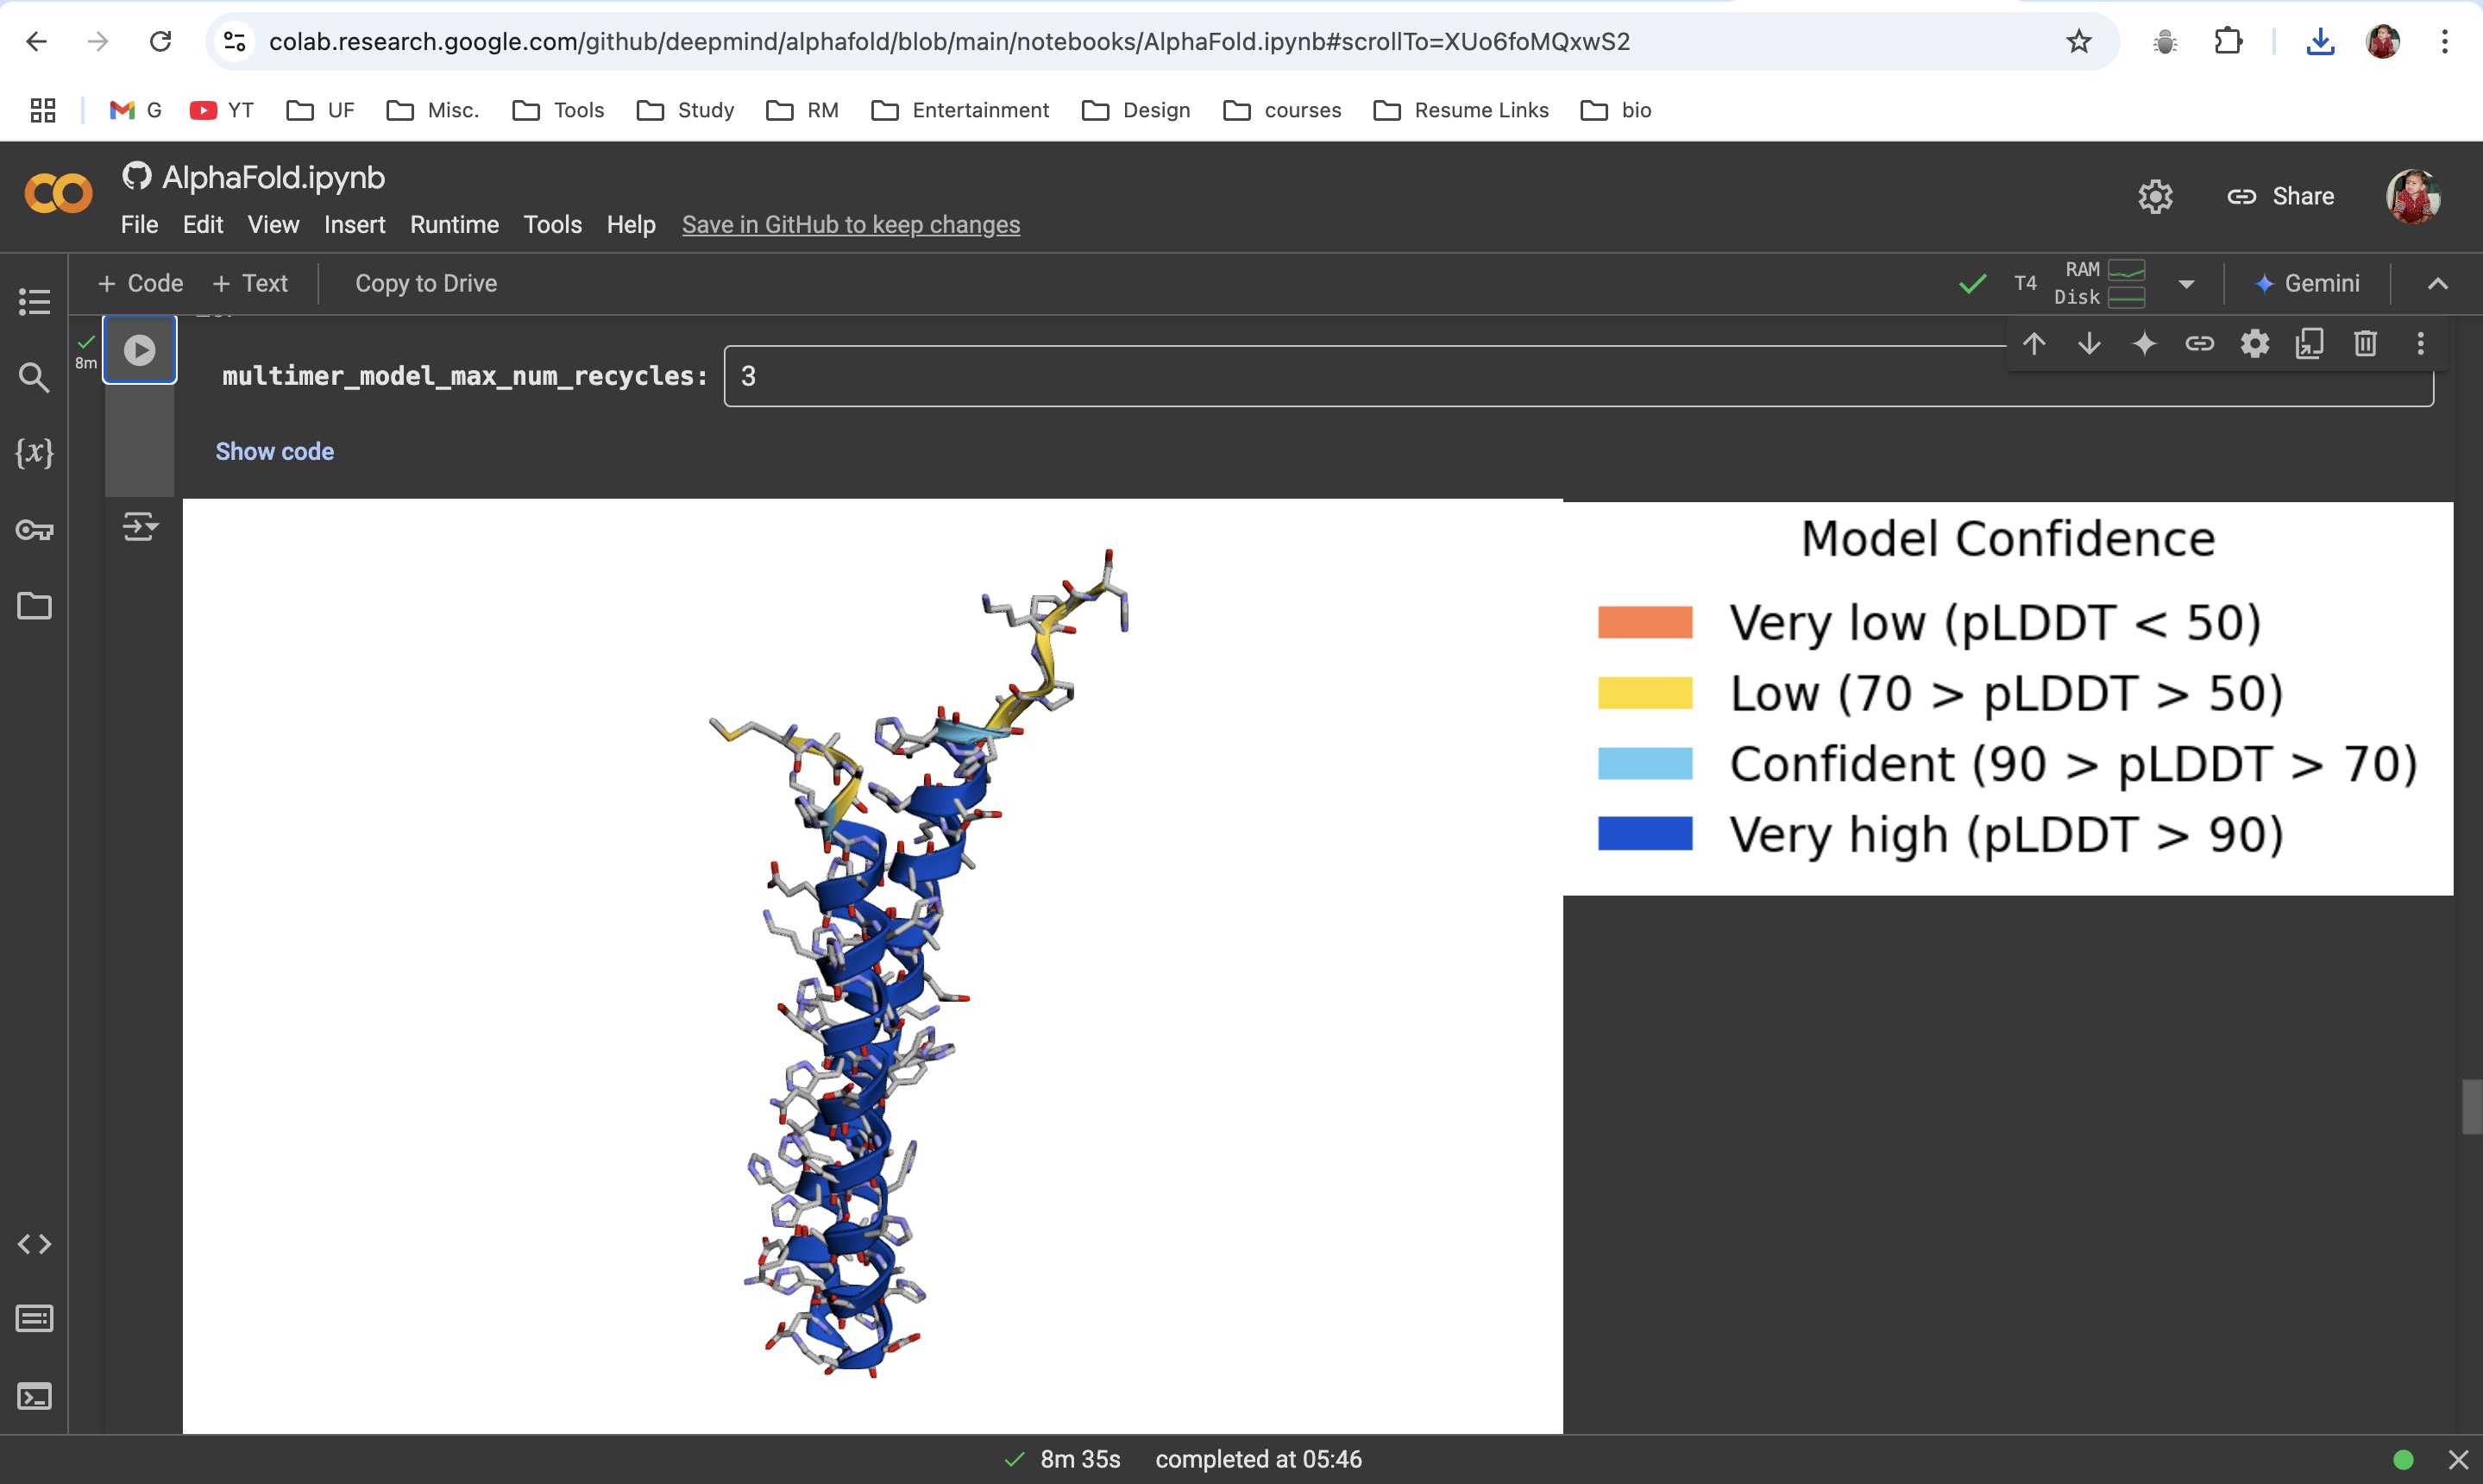 colab.research.google.com/github/deepmind/alphafold/blob/main/notebooks/AlphaFold.ipynb#scrollTo=XUo6foMQxwS2
G YT UF Misc. Tools Study RM Entertainment Design courses Resume Links bio
AlphaFold.ipynb
File Edit View Insert Runtime Tools Help Save in GitHub to keep changes
Share
+ Code + Text Copy to Drive
T4 RAM
Disk
Gemini
8m
multimer_model_max_num_recycles: 3
Show code
Model Confidence
Very low (pLDDT < 50)
Low (70 > pLDDT > 50)
Confident (90 > pLDDT > 70)
Very high (pLDDT > 90)
{x}
8m 35s completed at 05:46